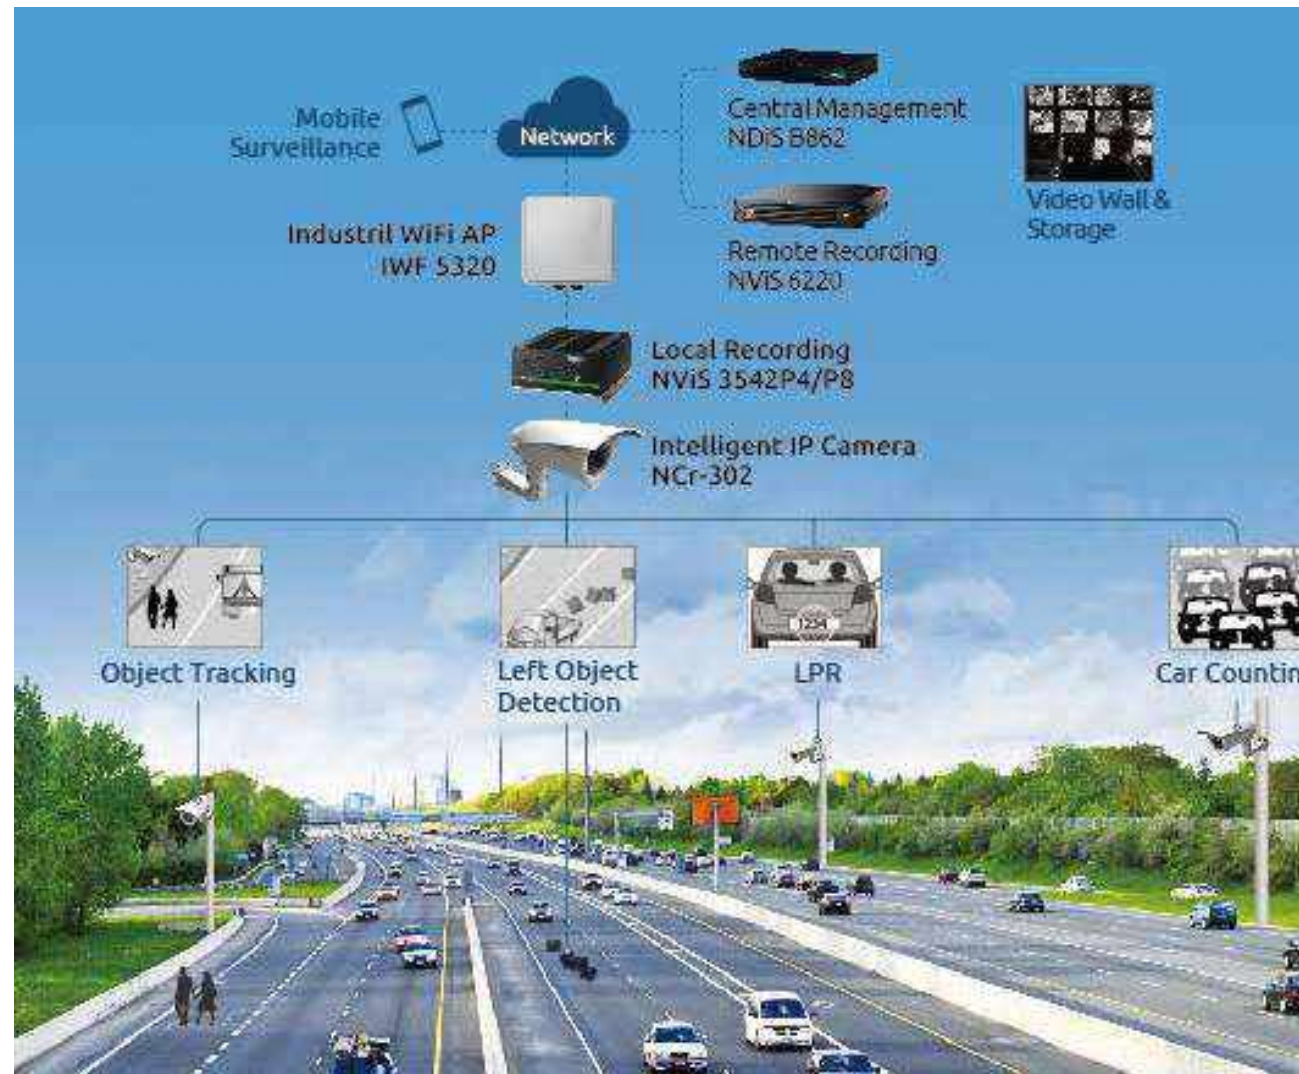 Mobile
Surveillance
Network
Central Management
NDiS B862
Video Wall &
Storage
Industril WiFi AP
IWF 5320
Remote Recording
NViS 6220
Local Recording
NViS 3542P4/P8
Intelligent IP Camera
NCr-302
1234
Object Tracking
Left Object
Detection
LPR
Car Countin